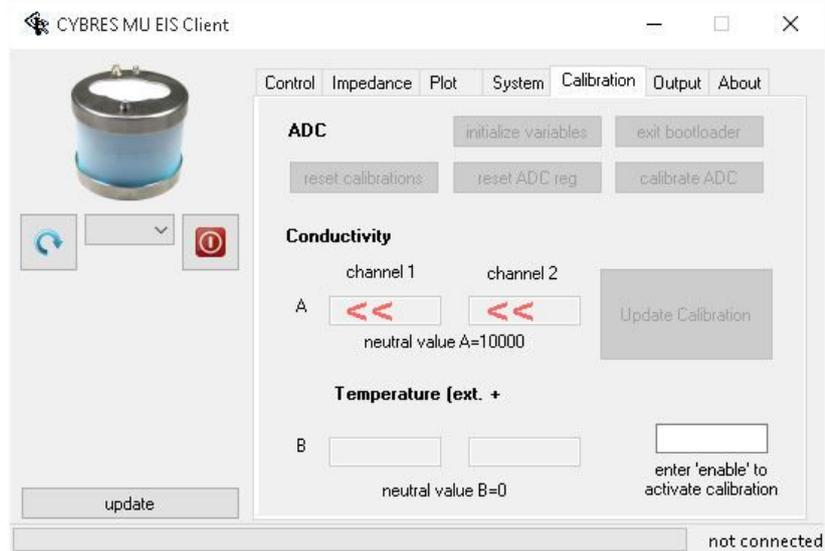 CYBRES MU EIS Client
Control Impedance Plot System Calibration Output About
ADC initialize variables exit bootloader
reset calibrations reset ADC reg calibrate ADC
Conductivity
channel 1 channel 2
A << << Update Calibration
neutral value A=10000
Temperature (ext. +
B
enter 'enable' to
activate calibration
neutral value B=0
update
not connected